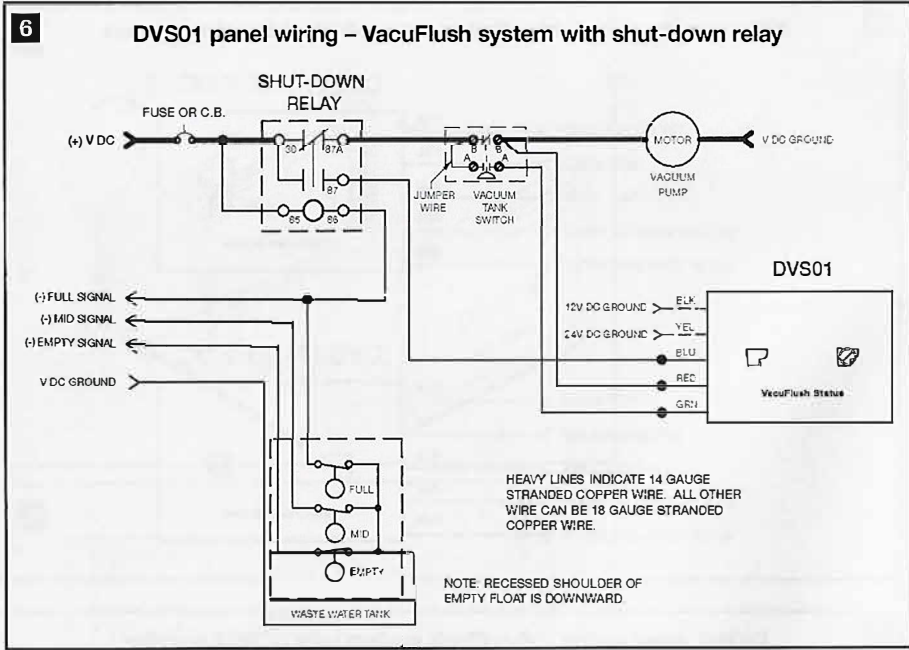 6
DVS01 panel wiring – VacuFlush system with shut-down relay
SHUT-DOWN
RELAY
FUSE OR C.B.
(+) V DC
30
87A
87
85
86
B
B
A
A
JUMPER
WIRE
VACUUM
TANK
SWITCH
MOTOR
VACUUM
PUMP
V DC GROUND
DVS01
(-) FULL SIGNAL
(-) MID SIGNAL
(-) EMPTY SIGNAL
V DC GROUND
12V DC GROUND
BLK
24V DC GROUND
YEL
BLU
RED
GRN
VacuFlush Status
FULL
MID
EMPTY
WASTE WATER TANK
HEAVY LINES INDICATE 14 GAUGE
STRANDED COPPER WIRE. ALL OTHER
WIRE CAN BE 18 GAUGE STRANDED
COPPER WIRE.
NOTE: RECESSED SHOULDER OF
EMPTY FLOAT IS DOWNWARD.